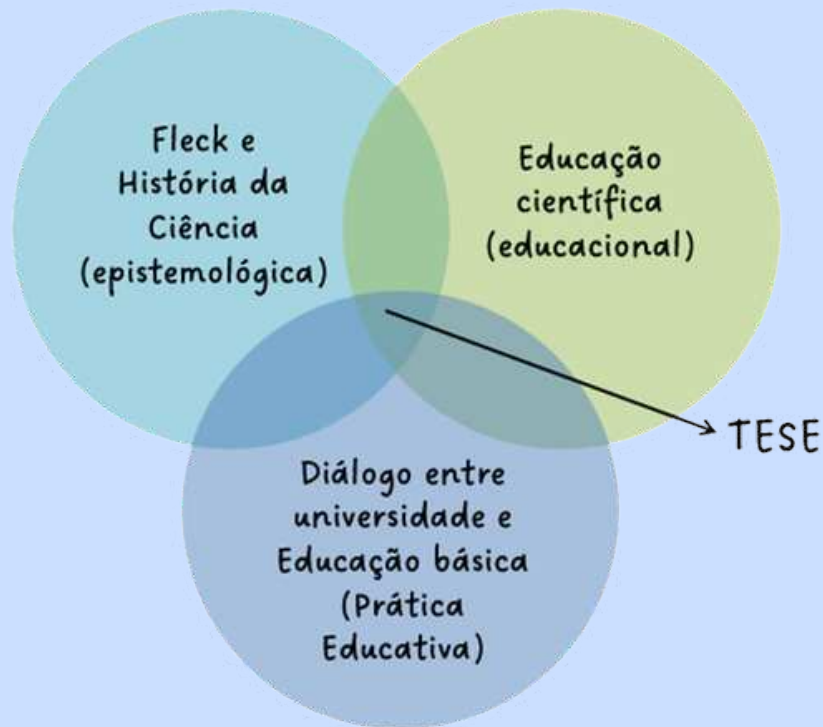 Fleck e
História da
Ciência
(epistemológica)
Educação
científica
(educacional)
TESE
Diálogo entre
universidade e
Educação básica
(Prática
Educativa)